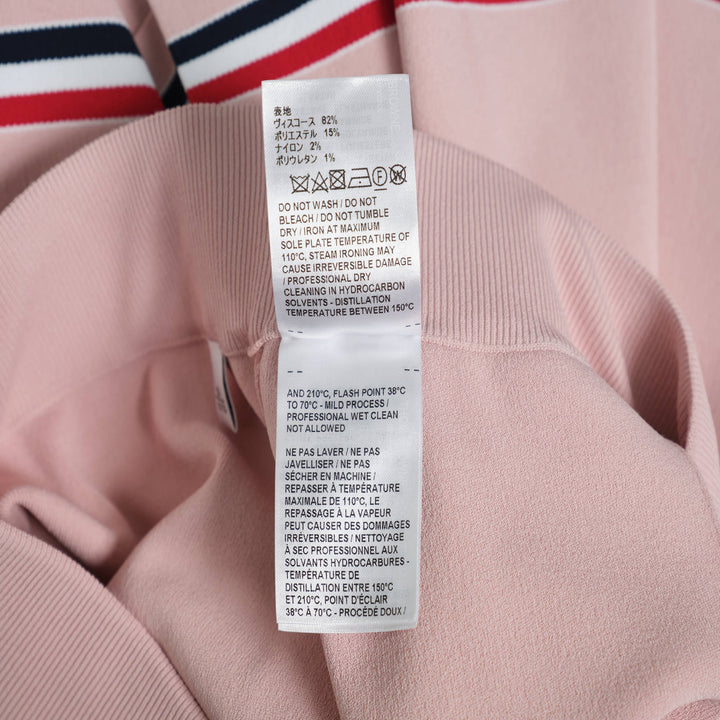 表地
ヴィスコース 82%
ポリエステル 15%
ナイロン 2%
ポリウレタン 1%
F W
DO NOT WASH / DO NOT
BLEACH / DO NOT TUMBLE
DRY / IRON AT MAXIMUM
SOLE PLATE TEMPERATURE OF
110°C, STEAM IRONING MAY
CAUSE IRREVERSIBLE DAMAGE
/ PROFESSIONAL DRY
CLEANING IN HYDROCARBON
SOLVENTS - DISTILLATION
TEMPERATURE BETWEEN 150°C
AND 210°C, FLASH POINT 38°C
TO 70°C - MILD PROCESS /
PROFESSIONAL WET CLEAN
NOT ALLOWED
NE PAS LAVER / NE PAS
JAVELLISER / NE PAS
SÉCHER EN MACHINE /
REPASSER À TEMPÉRATURE
MAXIMALE DE 110°C, LE
REPASSAGE À LA VAPEUR
PEUT CAUSER DES DOMMAGES
IRRÉVERSIBLES / NETTOYAGE
À SEC PROFESSIONNEL AUX
SOLVANTS HYDROCARBURES -
TEMPÉRATURE DE
DISTILLATION ENTRE 150°C
ET 210°C, POINT D'ÉCLAIR
38°C À 70°C - PROCÉDÉ DOUX /